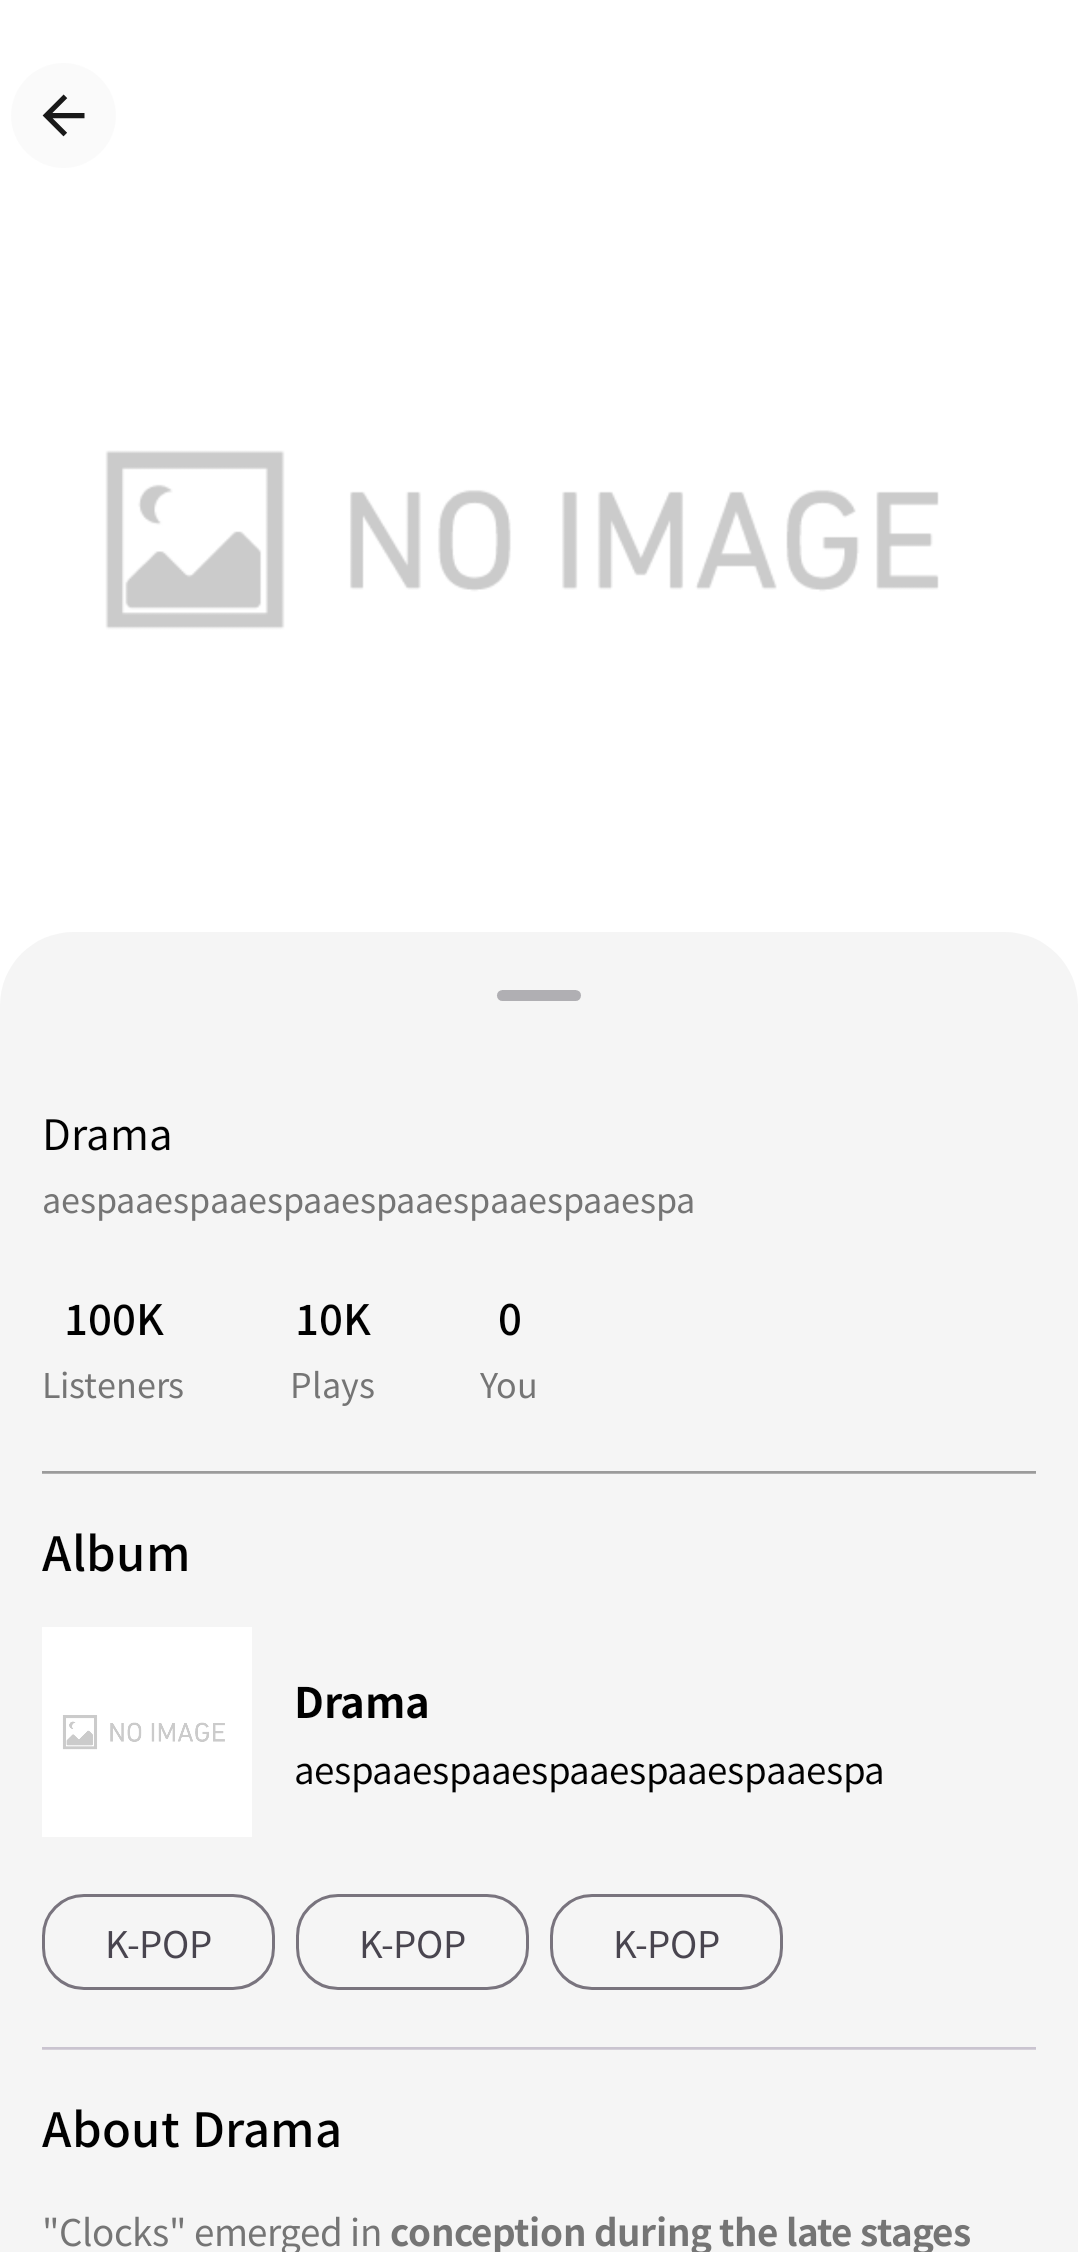 NO IMAGE
Drama
aespaaespaaespaaespaaespaaespaaespa
100K 10K 0
Listeners Plays You
Album
NO IMAGE
Drama
aespaaespaaespaaespaaespaaespa
K-POP K-POP K-POP
About Drama
"Clocks" emerged in conception during the late stages